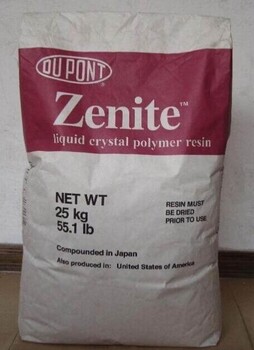 DU PONT
Zenite™
liquid crystal polymer resin
NET WT
25 kg
55.1 lb
RESIN MUST
BE DRIED
PRIOR TO USE
Compounded in Japan
Also produced in: United States of America